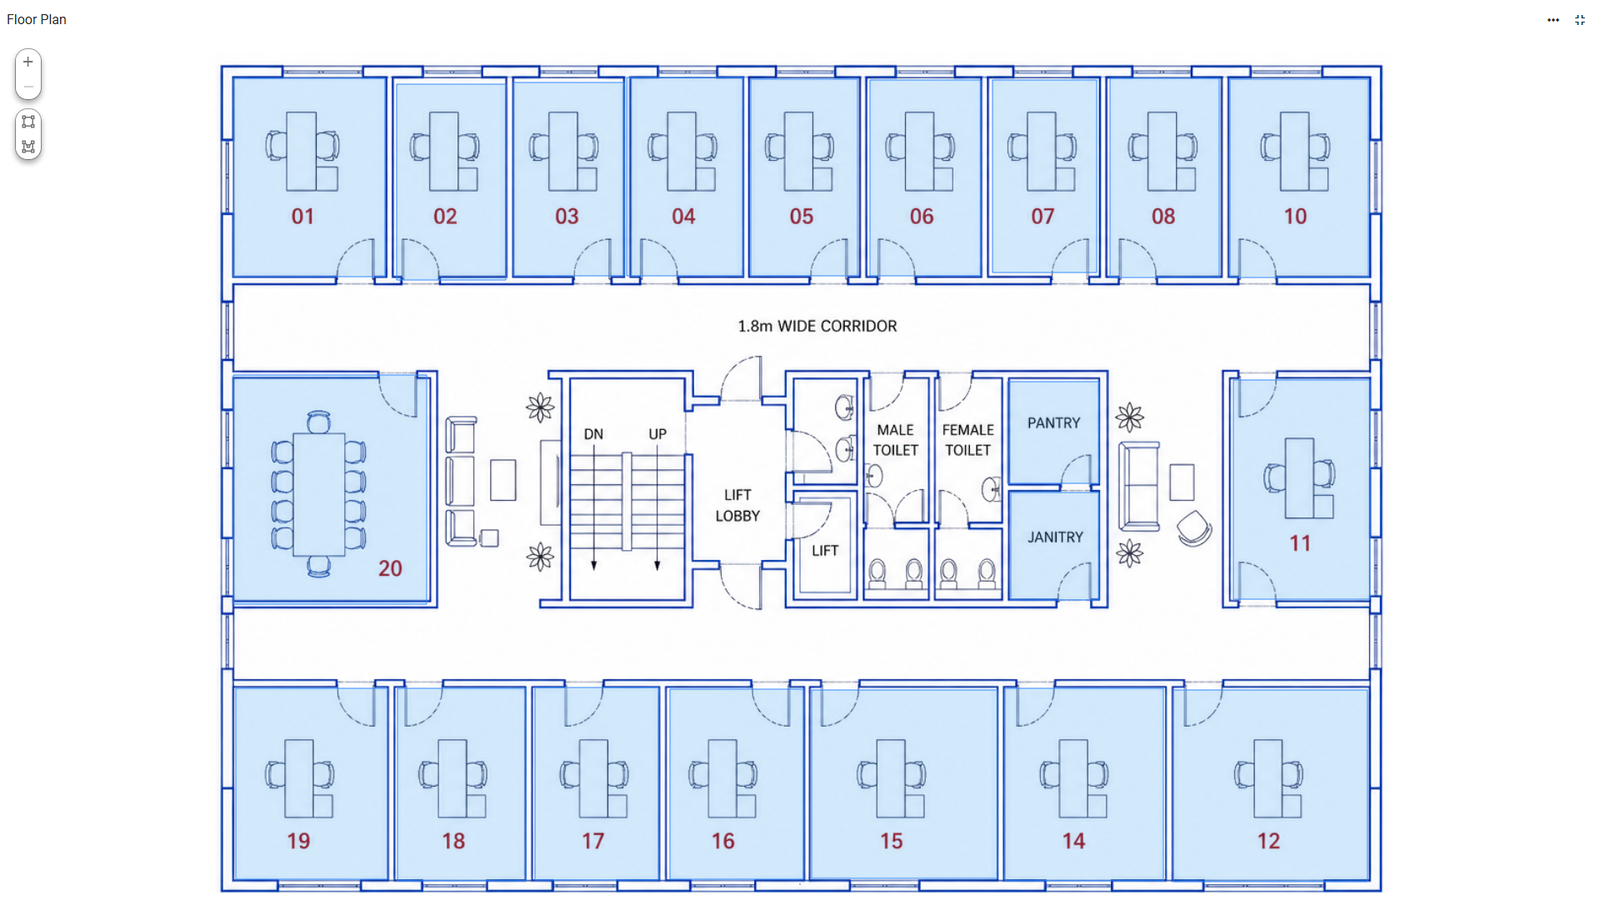 Floor Plan
01
02
03
04
05
06
07
08
10
1.8m WIDE CORRIDOR
DN
UP
LIFT
LOBBY
LIFT
MALE
TOILET
FEMALE
TOILET
PANTRY
JANITRY
11
20
19
18
17
16
15
14
12